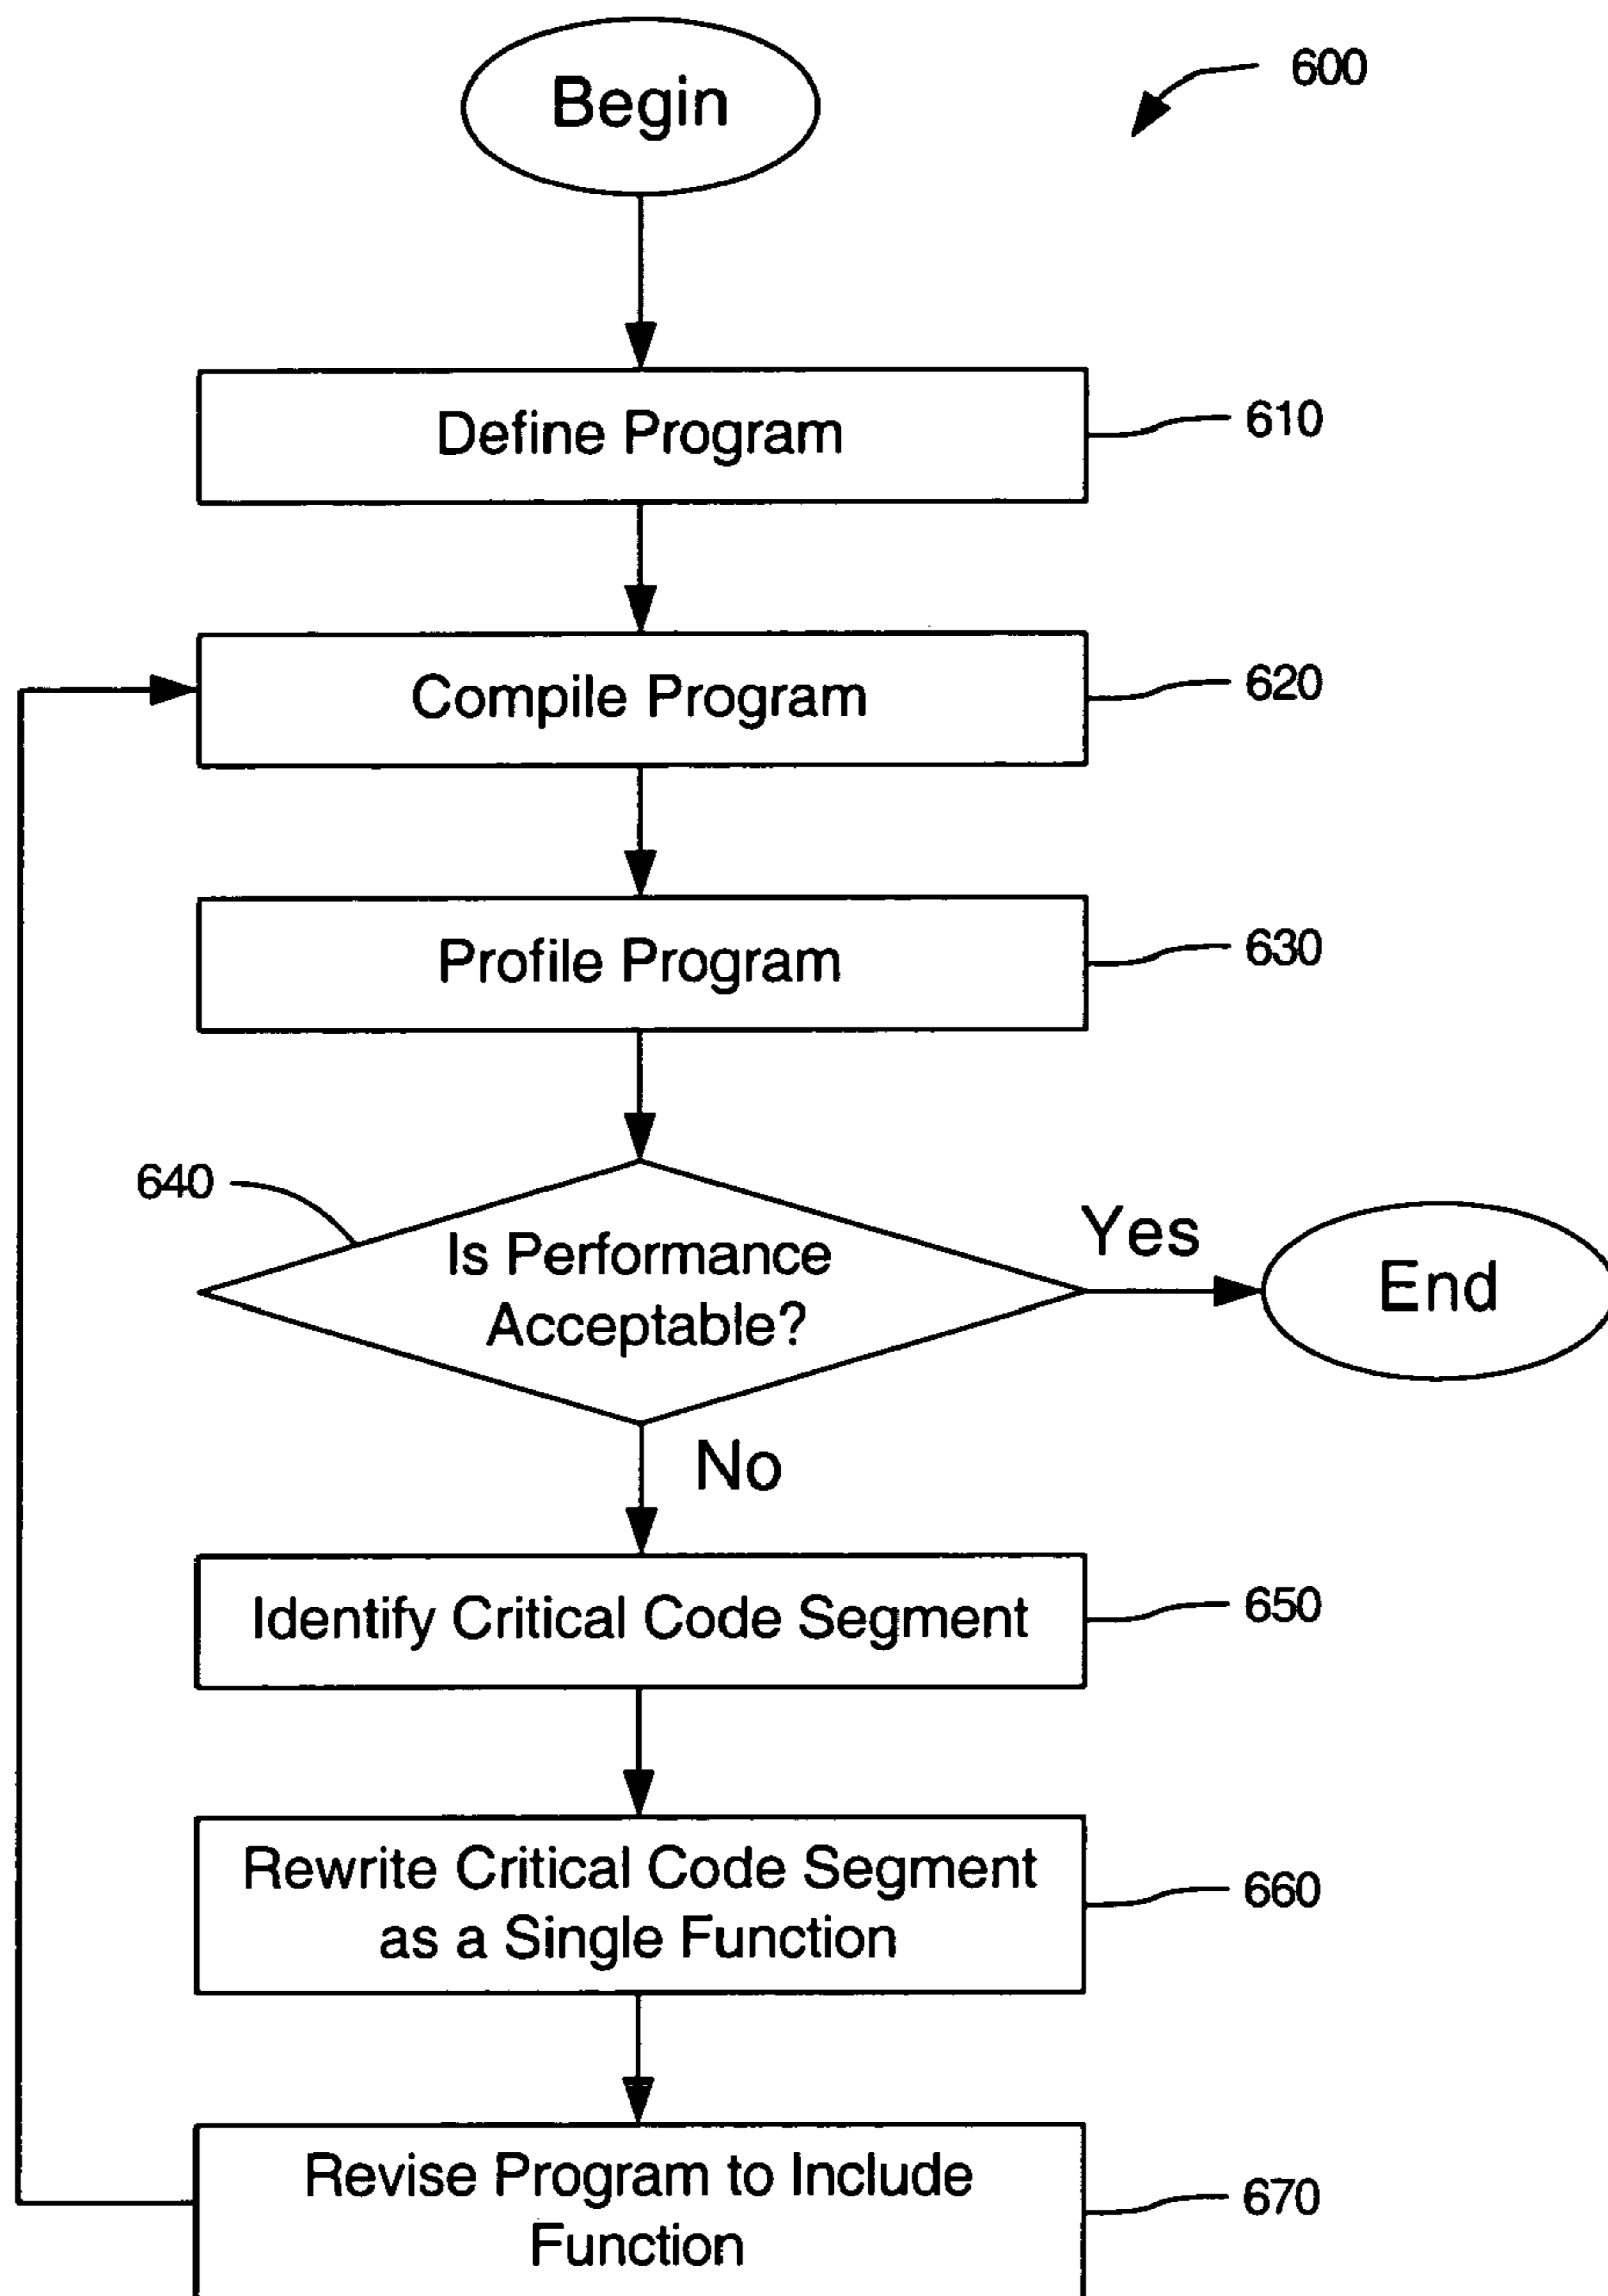 Begin
600
Define Program
610
Compile Program
620
Profile Program
630
640
Is Performance
Acceptable?
Yes
End
No
Identify Critical Code Segment
650
Rewrite Critical Code Segment
as a Single Function
660
Revise Program to Include
Function
670